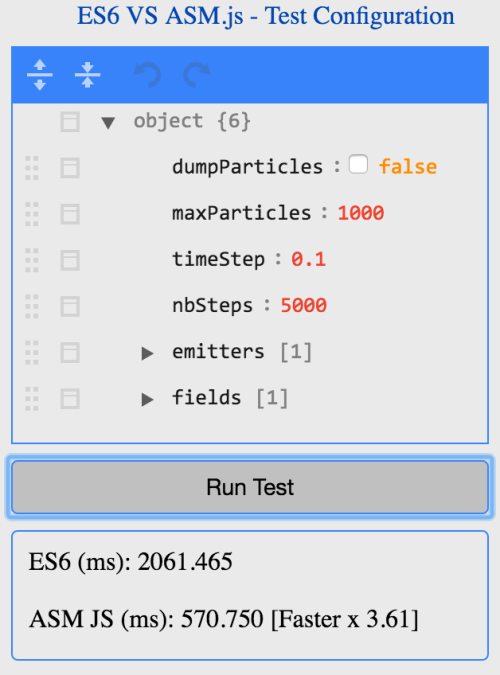 ES6 VS ASM.js - Test Configuration
object {6}
dumpParticles : false
maxParticles : 1000
timeStep : 0.1
nbSteps : 5000
emitters [1]
fields [1]
Run Test
ES6 (ms): 2061.465
ASM JS (ms): 570.750 [Faster x 3.61]